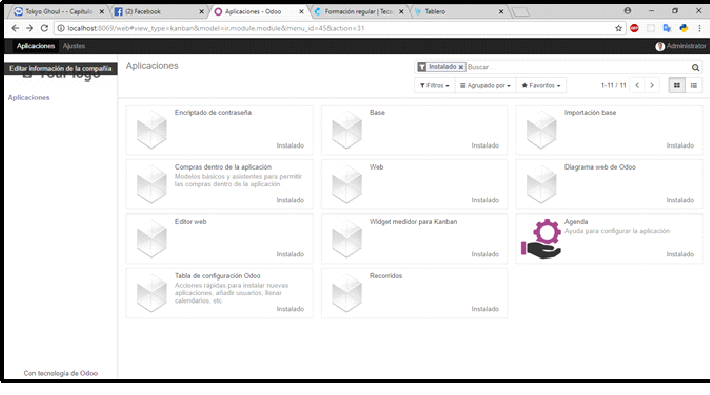 Tokyo Ghoul - - Capitulo
(2) Facebook
Aplicaciones - Odoo
Formación regular | Tecs
Tablero
localhost:8069/web#view_type=kanban&model=ir.module.module&menu_id=45&action=31
Aplicaciones Ajustes Administrator
Editar información de la compañía
Your logo
Aplicaciones
Aplicaciones
Instalado x Buscar...
Filtros Agrupado por Favoritos 1-11 / 11
Encriptado de contraseña
Instalado
Base
Instalado
Importación base
Instalado
Compras dentro de la aplicación
Modelos básicos y asistentes para permitir
las compras dentro de la aplicación
Instalado
Web
Instalado
Diagrama web de Odoo
Instalado
Editor web
Instalado
Widget medidor para Kanban
Instalado
Agenda
Ayuda para configurar la aplicación
Instalado
Tabla de configuración Odoo
Acciones rápidas para instalar nuevas
aplicaciones, añadir usuarios, llenar
calendarios, etc.
Instalado
Recorridos
Instalado
Con tecnología de Odoo